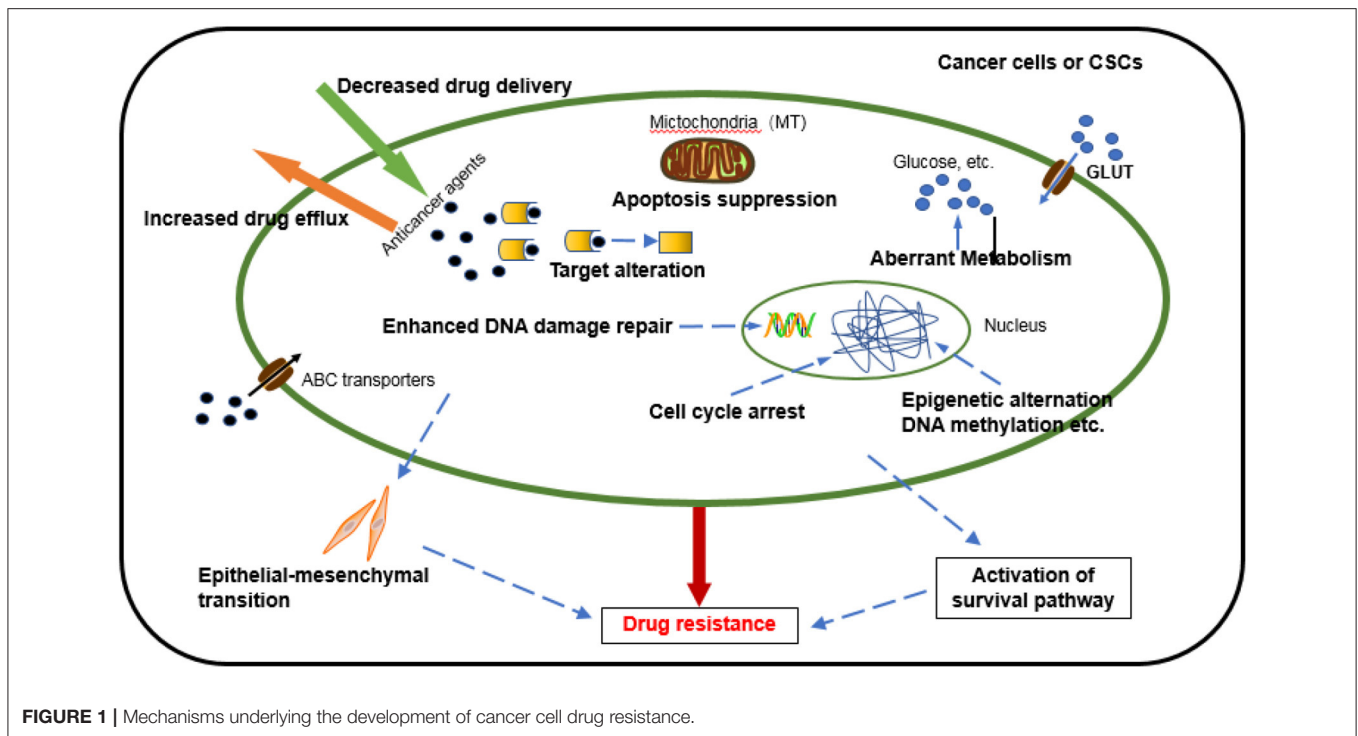 Cancer cells or CSCs
Decreased drug delivery
Mictochondria (MT)
Glucose, etc.
GLUT
Apoptosis suppression
Anticancer agents
Increased drug efflux
Aberrant Metabolism
Target alteration
Enhanced DNA damage repair
Nucleus
ABC transporters
Cell cycle arrest
Epigenetic alternation
DNA methylation etc.
Epithelial-mesenchymal
transition
Activation of
survival pathway
Drug resistance
FIGURE 1 | Mechanisms underlying the development of cancer cell drug resistance.